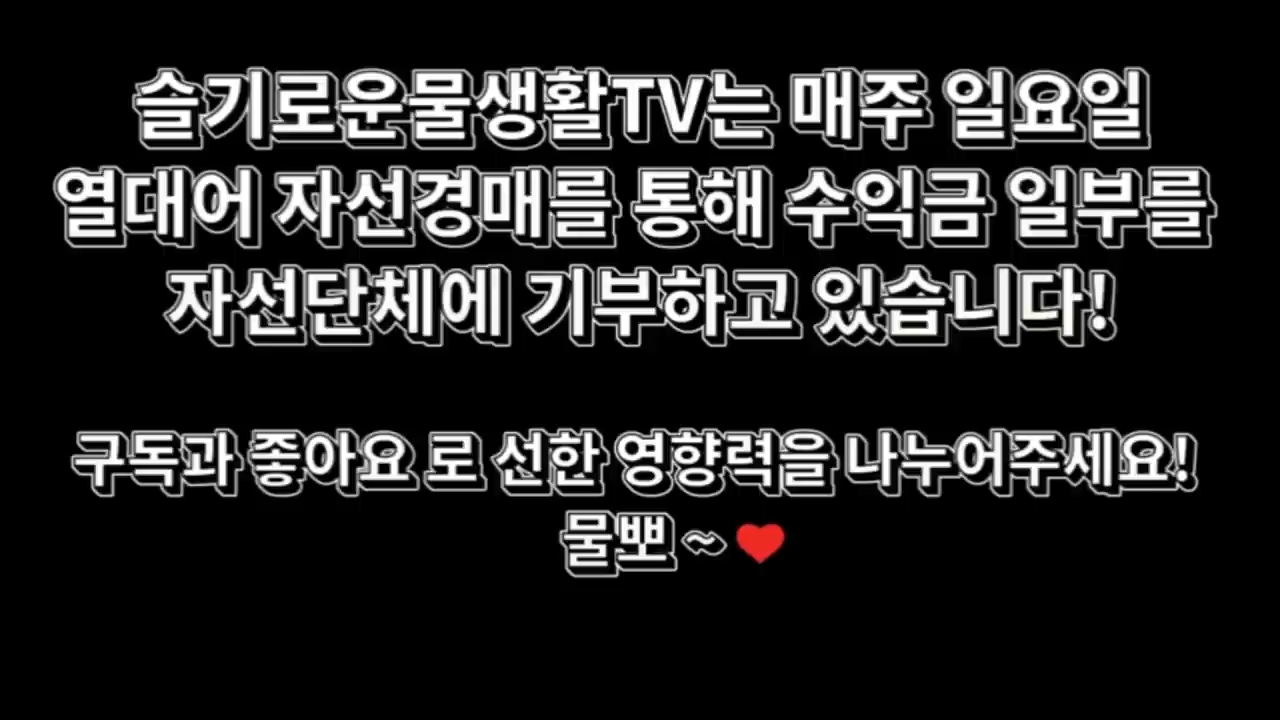 슬기로운물생활TV는 매주 일요일
열대어 자선경매를 통해 수익금 일부를
자선단체에 기부하고 있습니다!
구독과 좋아요 로 선한 영향력을 나누어주세요!
물뽀 ~ ♥